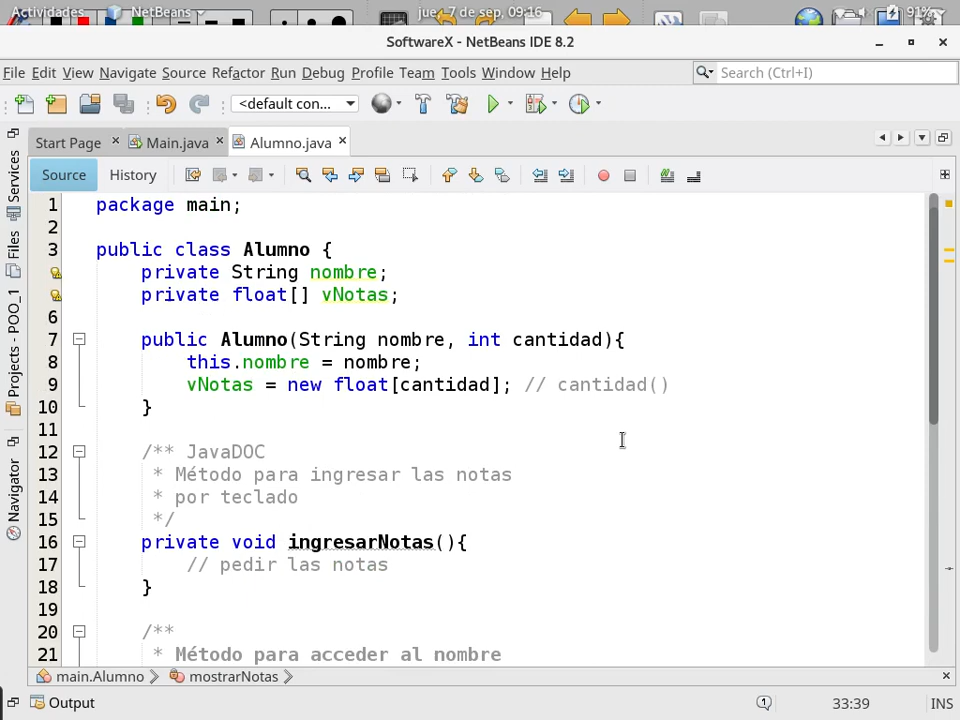 Actividades NetBeans jue, 7 de sep, 09:16 91%
SoftwareX - NetBeans IDE 8.2
File Edit View Navigate Source Refactor Run Debug Profile Team Tools Window Help
Search (Ctrl+I)
<default con...
Start Page Main.java Alumno.java
Source History
Services
Files
Projects - POO_1
Navigator
1 package main;
2
3 public class Alumno {
private String nombre;
private float[] vNotas;
6
7 public Alumno(String nombre, int cantidad){
8 this.nombre = nombre;
9 vNotas = new float[cantidad]; // cantidad()
10 }
11
12 /** JavaDOC
13 * Método para ingresar las notas
14 * por teclado
15 */
16 private void ingresarNotas(){
17 // pedir las notas
18 }
19
20 /**
21 * Método para acceder al nombre
main.Alumno mostrarNotas
Output 33:39 INS